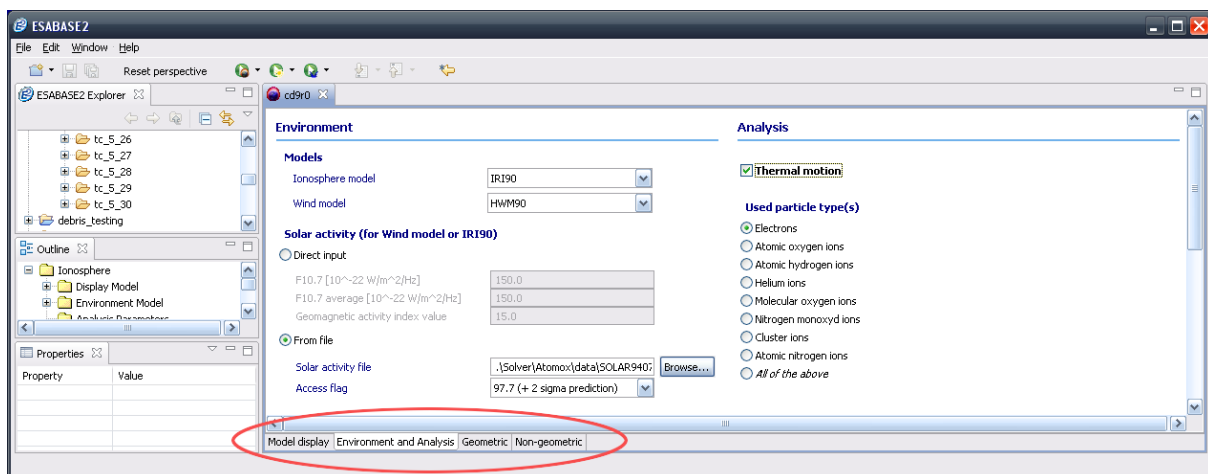 ESABASE2
File Edit Window Help
Reset perspective
ESABASE2 Explorer
tc_5_26
tc_5_27
tc_5_28
tc_5_29
tc_5_30
debris_testing
Outline
Ionosphere
Display Model
Environment Model
Analysis Parameters
Properties
Property Value
cd9r0
Environment
Models
Ionosphere model IRI90
Wind model HWM90
Solar activity (for Wind model or IRI90)
Direct input
F10.7 [10^-22 W/m^2/Hz] 150.0
F10.7 average [10^-22 W/m^2/Hz] 150.0
Geomagnetic activity index value 15.0
From file
Solar activity file .\Solver\Atomox\data\SOLAR9407 Browse...
Access flag 97.7 (+ 2 sigma prediction)
Analysis
Thermal motion
Used particle type(s)
Electrons
Atomic oxygen ions
Atomic hydrogen ions
Helium ions
Molecular oxygen ions
Nitrogen monoxyd ions
Cluster ions
Atomic nitrogen ions
All of the above
Model display Environment and Analysis Geometric Non-geometric